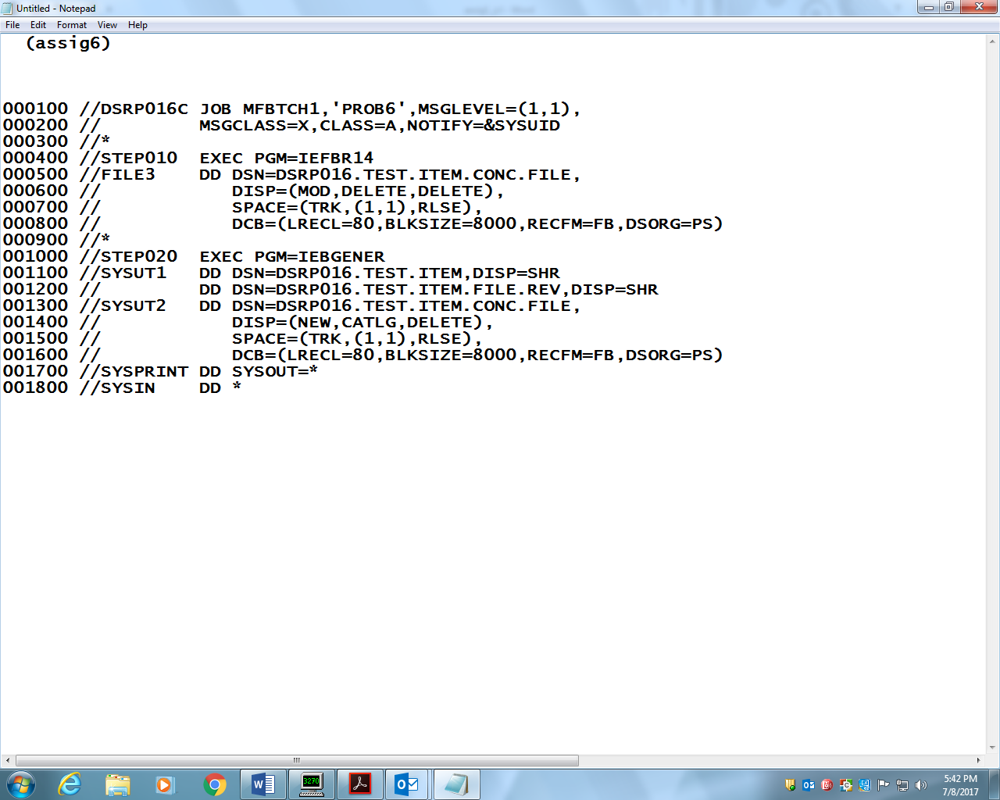 Untitled - Notepad
File Edit Format View Help
(assig6)
000100 //DSRP016C JOB MFBTCH1,'PROB6',MSGLEVEL=(1,1),
000200 //         MSGCLASS=X,CLASS=A,NOTIFY=&SYSUID
000300 //*
000400 //STEP010  EXEC PGM=IEFBR14
000500 //FILE3    DD DSN=DSRP016.TEST.ITEM.CONC.FILE,
000600 //            DISP=(MOD,DELETE,DELETE),
000700 //            SPACE=(TRK,(1,1),RLSE),
000800 //            DCB=(LRECL=80,BLKSIZE=8000,RECFM=FB,DSORG=PS)
000900 //*
001000 //STEP020  EXEC PGM=IEBGENER
001100 //SYSUT1   DD DSN=DSRP016.TEST.ITEM,DISP=SHR
001200 //         DD DSN=DSRP016.TEST.ITEM.FILE.REV,DISP=SHR
001300 //SYSUT2   DD DSN=DSRP016.TEST.ITEM.CONC.FILE,
001400 //            DISP=(NEW,CATLG,DELETE),
001500 //            SPACE=(TRK,(1,1),RLSE),
001600 //            DCB=(LRECL=80,BLKSIZE=8000,RECFM=FB,DSORG=PS)
001700 //SYSPRINT DD SYSOUT=*
001800 //SYSIN    DD *
3270
5:42 PM
7/8/2017